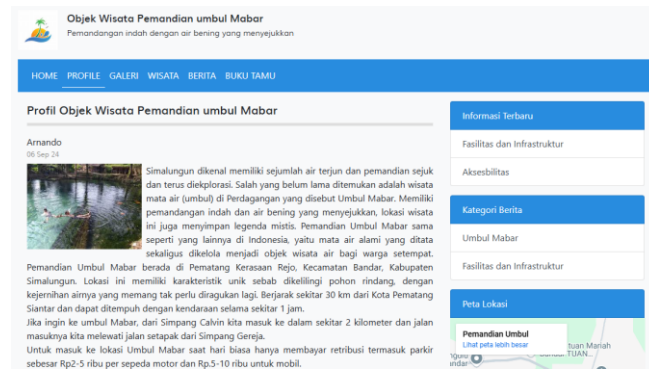 Objek Wisata Pemandian umbul Mabar
Pemandangan indah dengan air bening yang menyejukkan
HOME PROFILE GALERI WISATA BERITA BUKU TAMU
Profil Objek Wisata Pemandian umbul Mabar
Arnando
06 Sep 24
Simalungun dikenal memiliki sejumlah air terjun dan pemandian sejuk
dan terus diekplorasi. Salah yang belum lama ditemukan adalah wisata
mata air (umbul) di Perdagangan yang disebut Umbul Mabar. Memiliki
pemandangan indah dan air bening yang menyejukkan, lokasi wisata
ini juga menyimpan legenda mistis. Pemandian Umbul Mabar sama
seperti yang lainnya di Indonesia, yaitu mata air alami yang ditata
sekaligus dikelola menjadi objek wisata air bagi warga setempat.
Pemandian Umbul Mabar berada di Pematang Kerasaan Rejo, Kecamatan Bandar, Kabupaten
Simalungun. Lokasi ini memiliki karakteristik unik sebab dikelilingi pohon rindang, dengan
kejernihan airnya yang memang tak perlu diragukan lagi. Berjarak sekitar 30 km dari Kota Pematang
Siantar dan dapat ditempuh dengan kendaraan selama sekitar 1 jam.
Jika ingin ke umbul Mabar, dari Simpang Calvin kita masuk ke dalam sekitar 2 kilometer dan jalan
masuknya kita melewati jalan setapak dari Simpang Gereja.
Untuk masuk ke lokasi Umbul Mabar saat hari biasa hanya membayar retribusi termasuk parkir
sebesar Rp2-5 ribu per sepeda motor dan Rp.5-10 ribu untuk mobil.
Informasi Terbaru
Fasilitas dan Infrastruktur
Aksesbilitas
Kategori Berita
Umbul Mabar
Fasilitas dan Infrastruktur
Peta Lokasi
Pemandian Umbul
Lihat peta lebih besar
tuan Manah
TUAN...